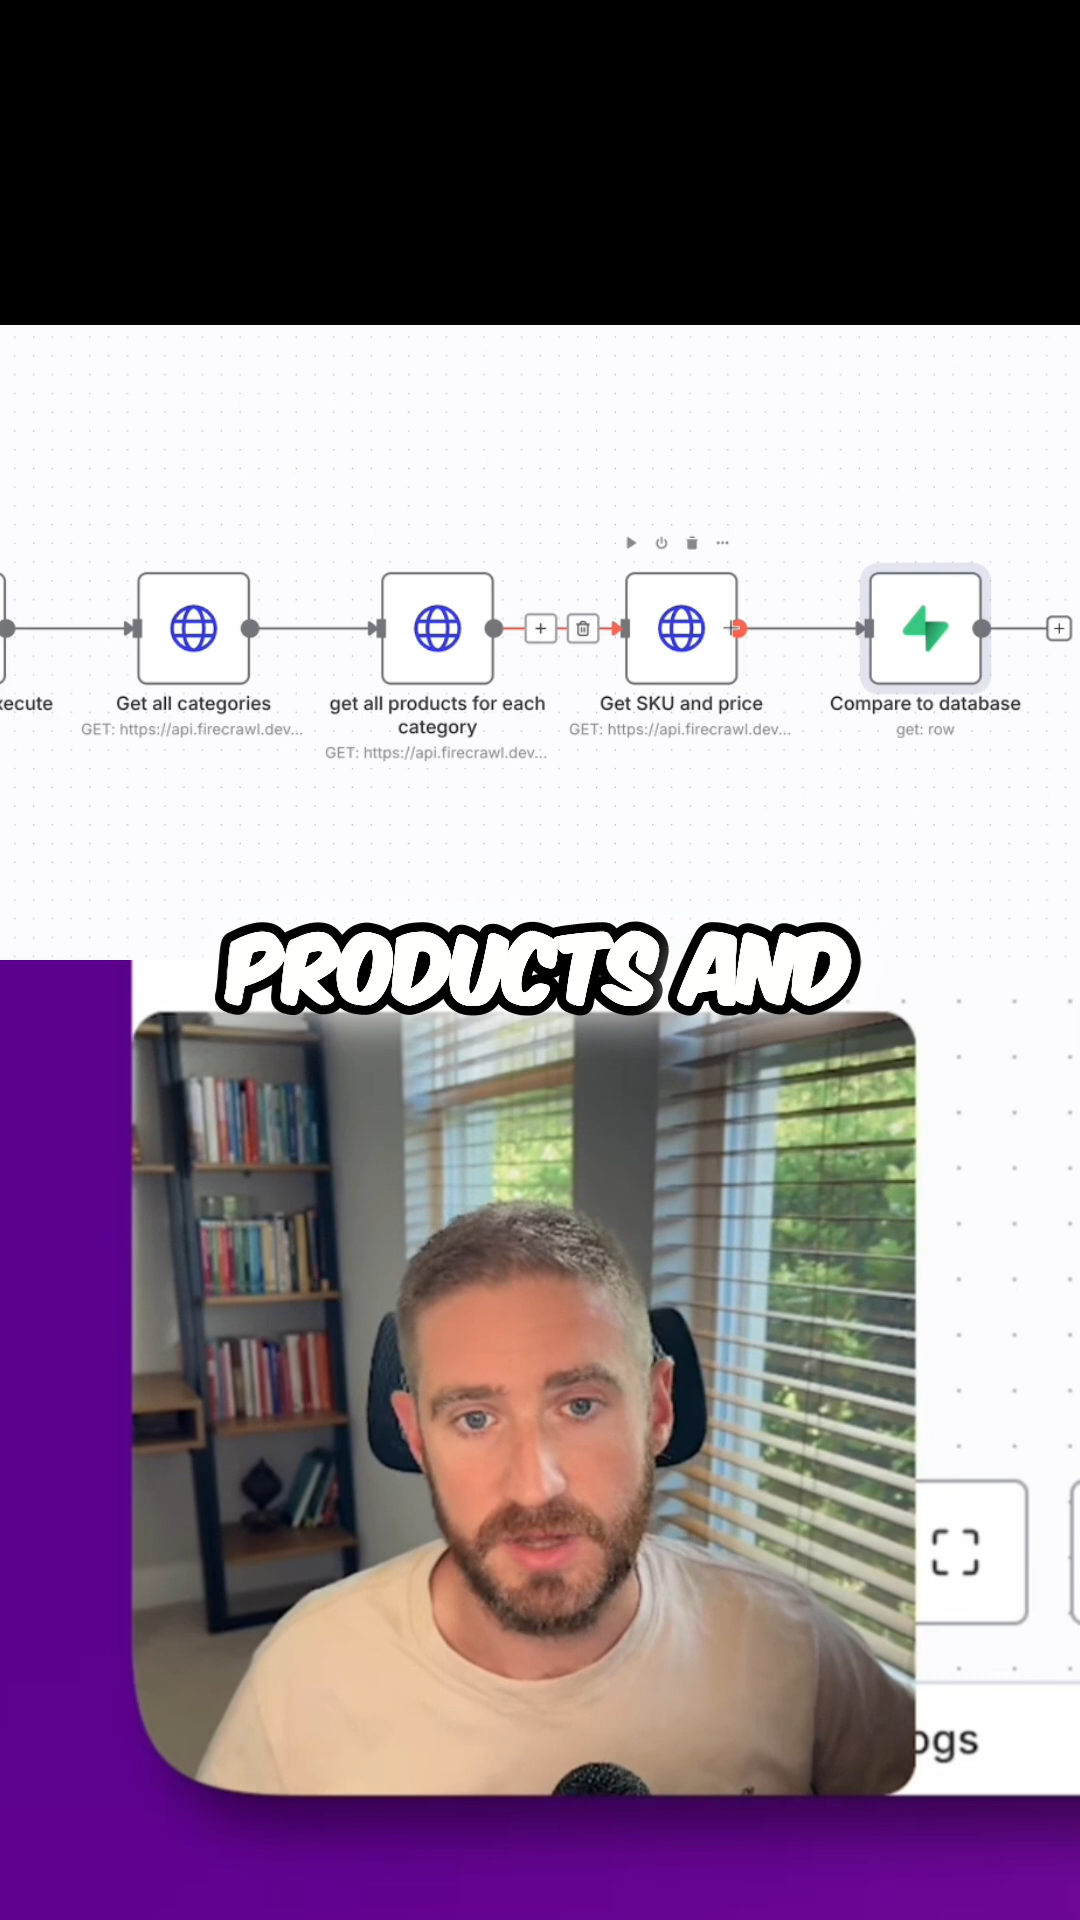 xecute
Get all categories
GET: https://api.firecrawl.dev...
get all products for each
category
GET: https://api.firecrawl.dev...
Get SKU and price
GET: https://api.firecrawl.dev...
Compare to database
get: row
PRODUCTS AND
ogs